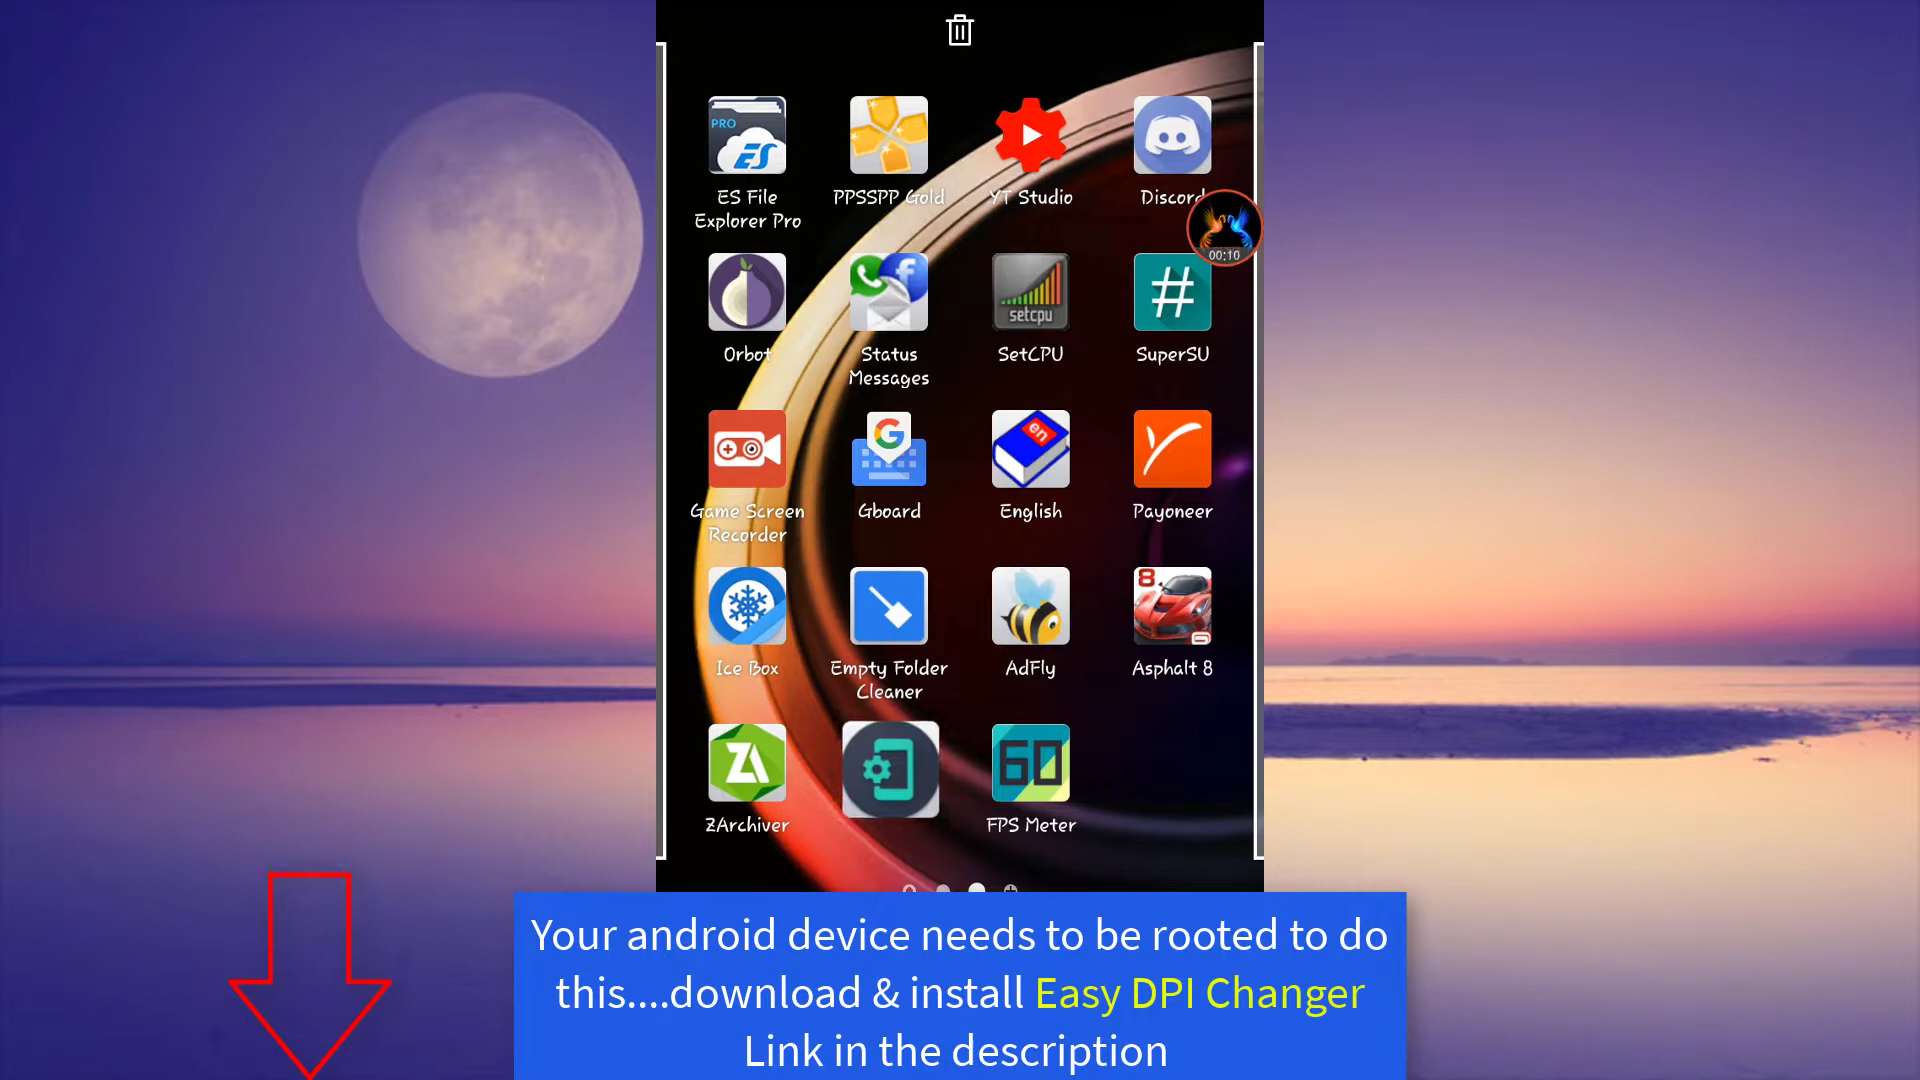 PRO
ES
ES File
Explorer Pro
PPSSPP Gold
YT Studio
Discord
00:10
setcpu
#
Orbot
Status
Messages
SetCPU
SuperSU
G
en
Game Screen
Recorder
Gboard
English
Payoneer
8
Ice Box
Empty Folder
Cleaner
AdFly
Asphalt 8
ZA
60
ZArchiver
FPS Meter
Your android device needs to be rooted to do
this....download & install Easy DPI Changer
Link in the description